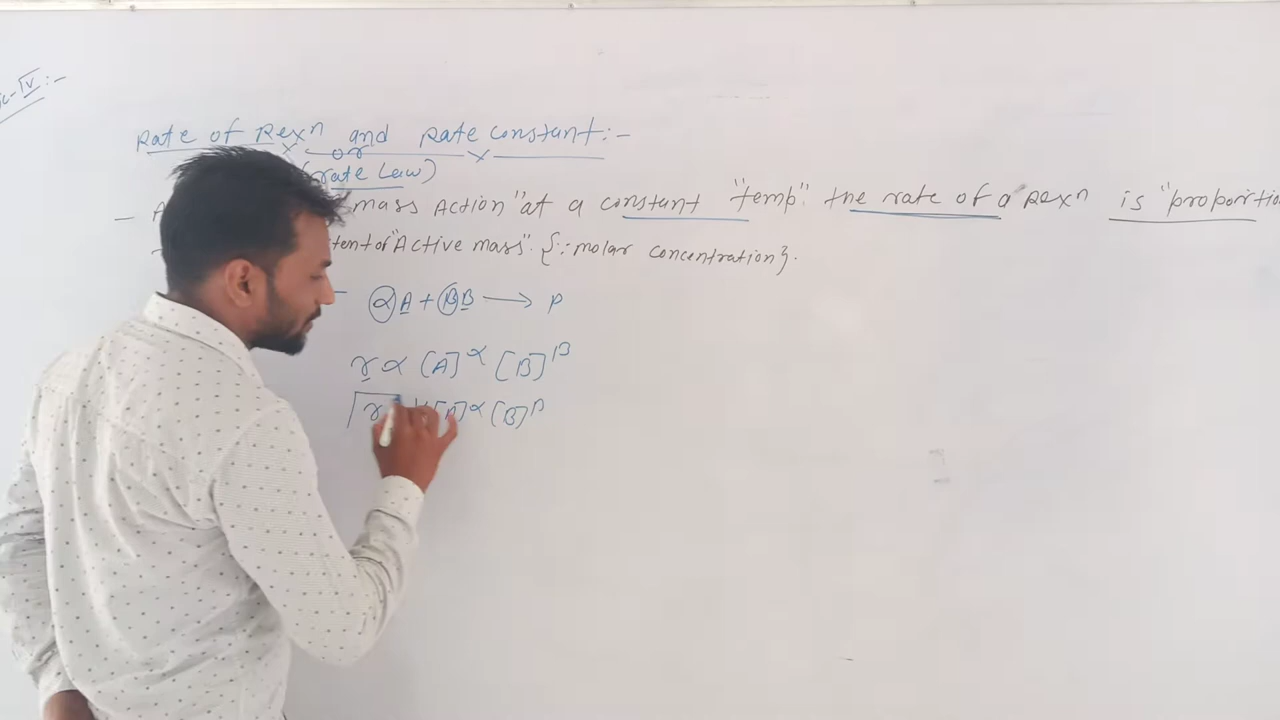 Rate of Rexn and Rate constant:-
or
(rate Law)
- mass Action" at a constant "temp". the rate of a Rexn is "proportio
"Active mass". {∵ molar concentration}.
- αA + βB ⟶ P
r ∝ [A]^α [B]^β
r [A]^α [B]^β